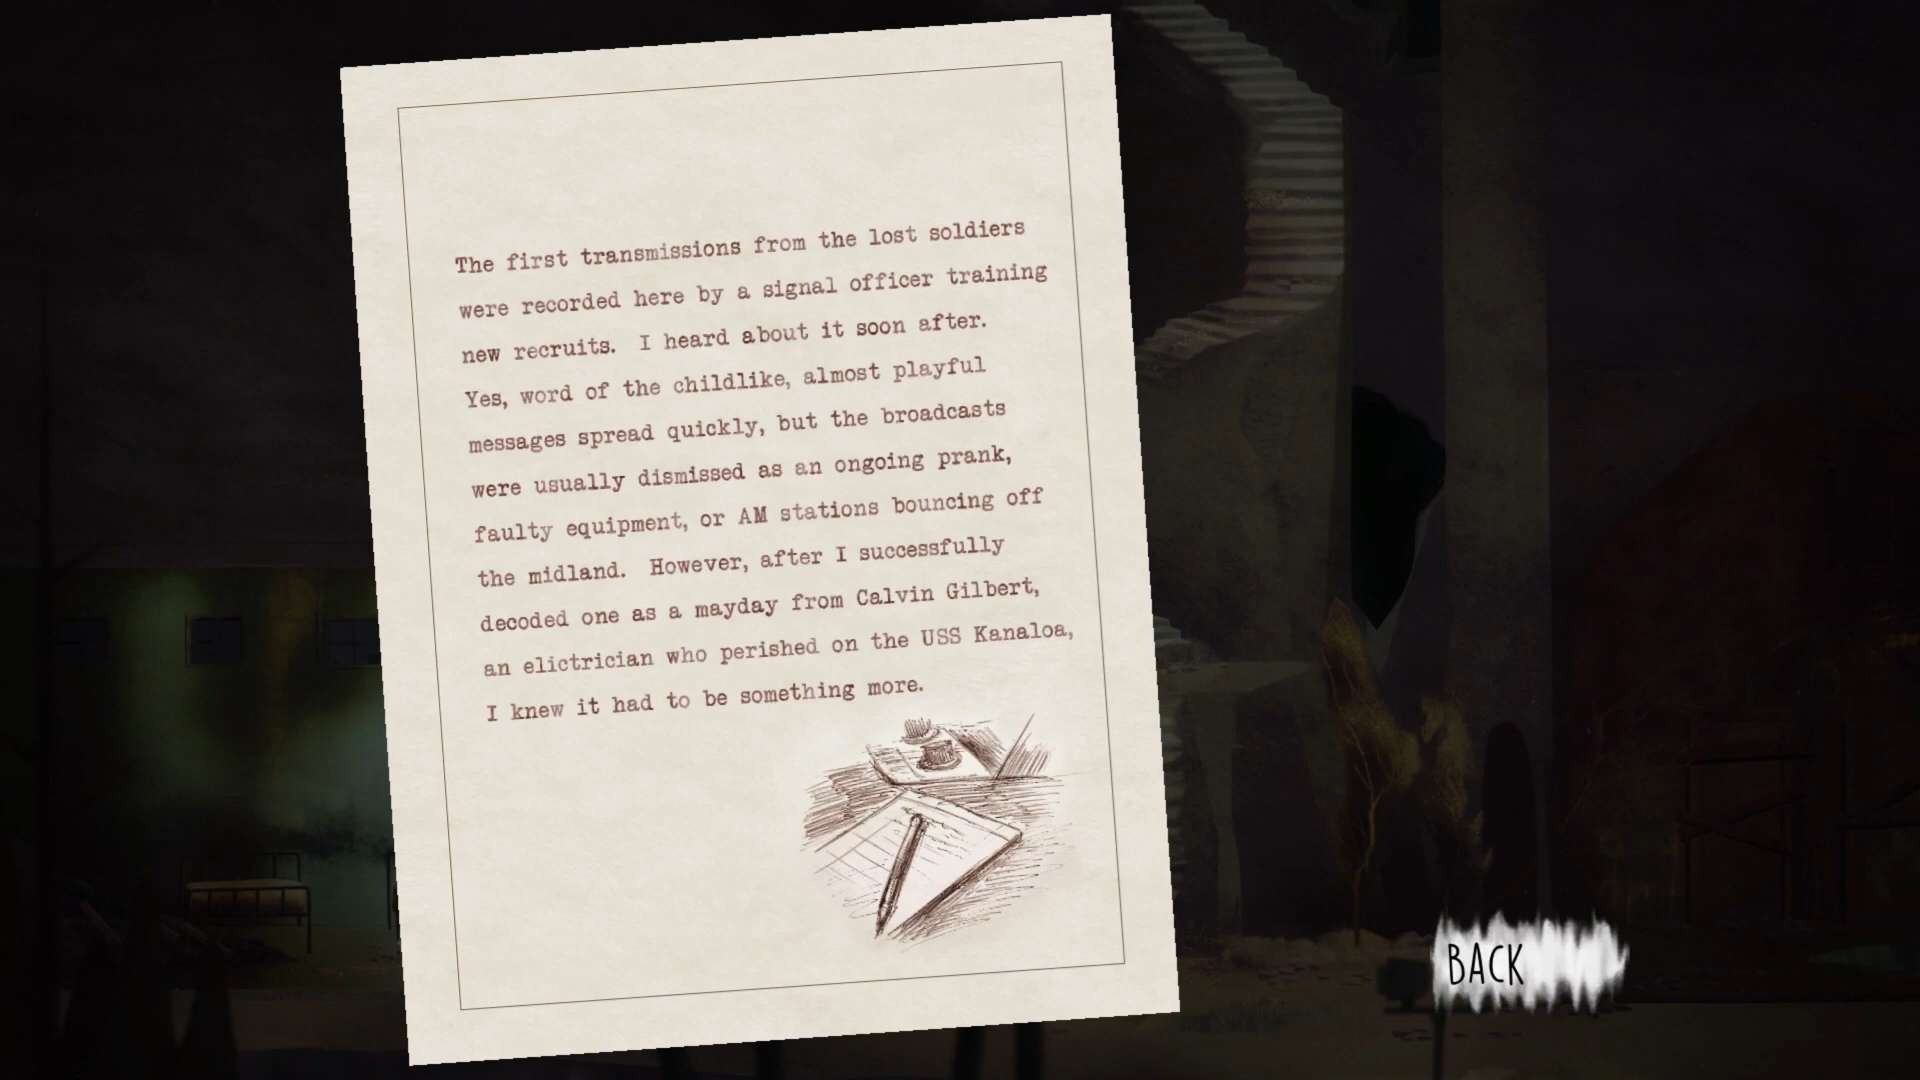 The first transmissions from the lost soldiers
were recorded here by a signal officer training
new recruits.  I heard about it soon after.
Yes, word of the childlike, almost playful
messages spread quickly, but the broadcasts
were usually dismissed as an ongoing prank,
faulty equipment, or AM stations bouncing off
the midland.  However, after I successfully
decoded one as a mayday from Calvin Gilbert,
an elictrician who perished on the USS Kanaloa,
I knew it had to be something more.
BACK